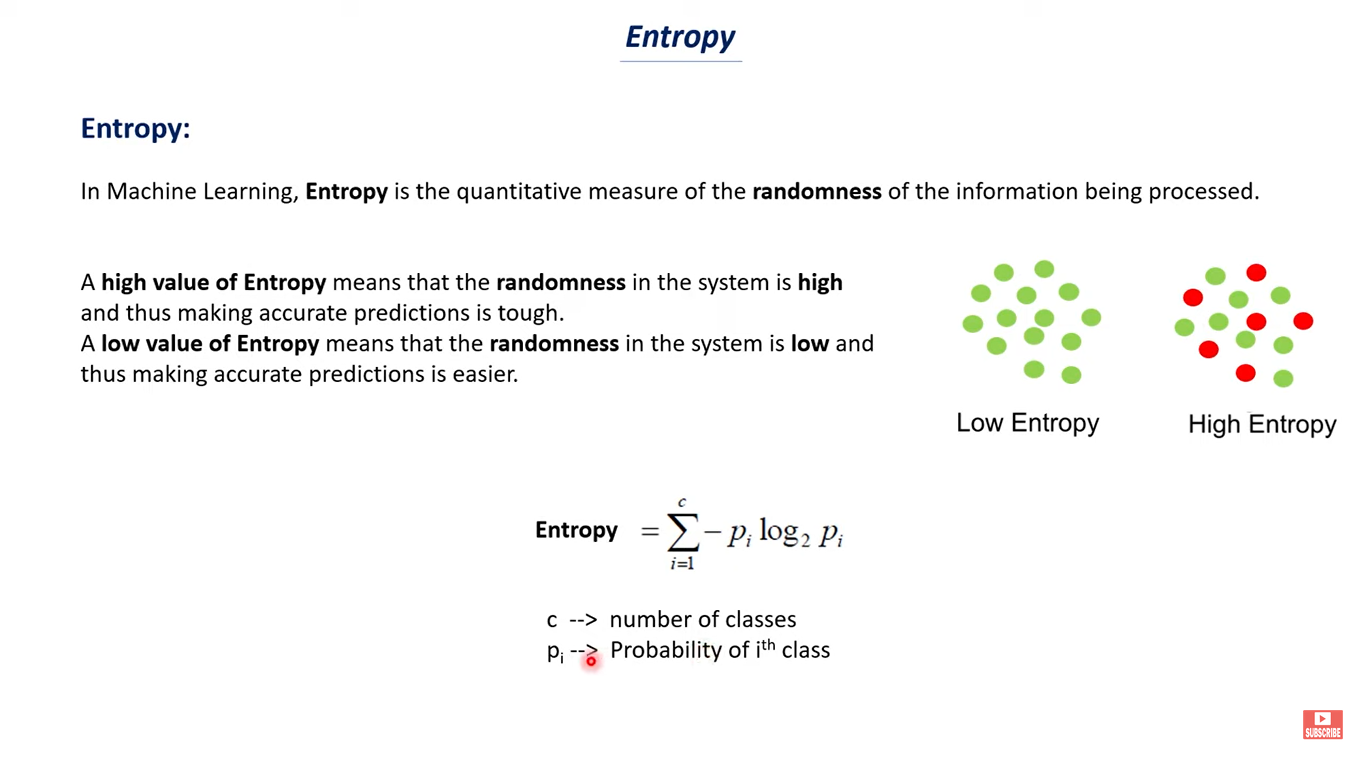 Entropy
Entropy:
In Machine Learning, Entropy is the quantitative measure of the randomness of the information being processed.
A high value of Entropy means that the randomness in the system is high
and thus making accurate predictions is tough.
A low value of Entropy means that the randomness in the system is low and
thus making accurate predictions is easier.
Low Entropy
High Entropy
Entropy = ∑_{i=1}^{c} − p_i log_2 p_i
c --> number of classes
p_i --> Probability of i^th class
SUBSCRIBE